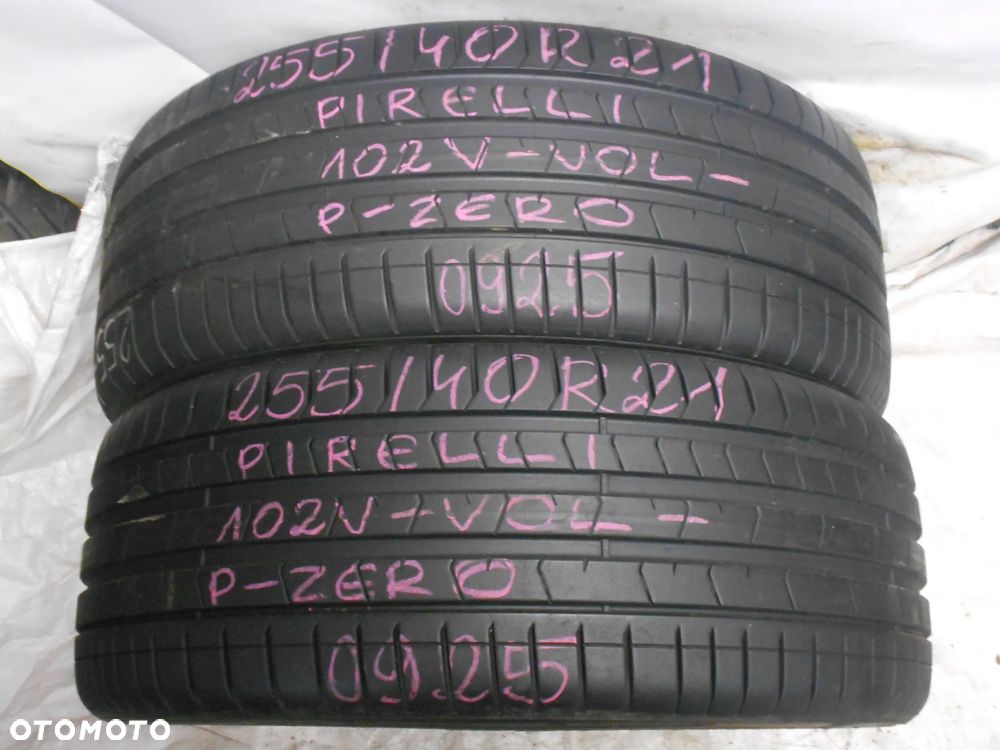 255/40R21
PIRELLI
102V-VOL-
P-ZERO
0925
255
255/40R21
PIRELLI
102V-VOL-
P-ZERO
0925
OTOMOTO